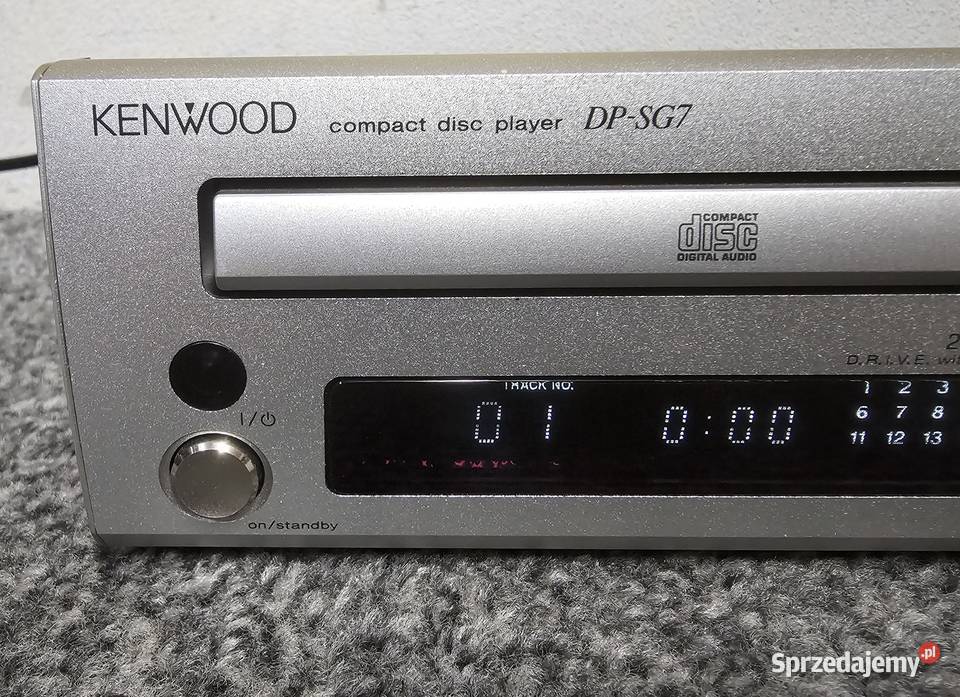 KENWOOD compact disc player DP-SG7
COMPACT
disc
DIGITAL AUDIO
2
D.R.I.V.E.
TRACK NO.
01 0:00
1 2 3
6 7 8
11 12 13
I/⏻
on/standby
Sprzedajemy.pl